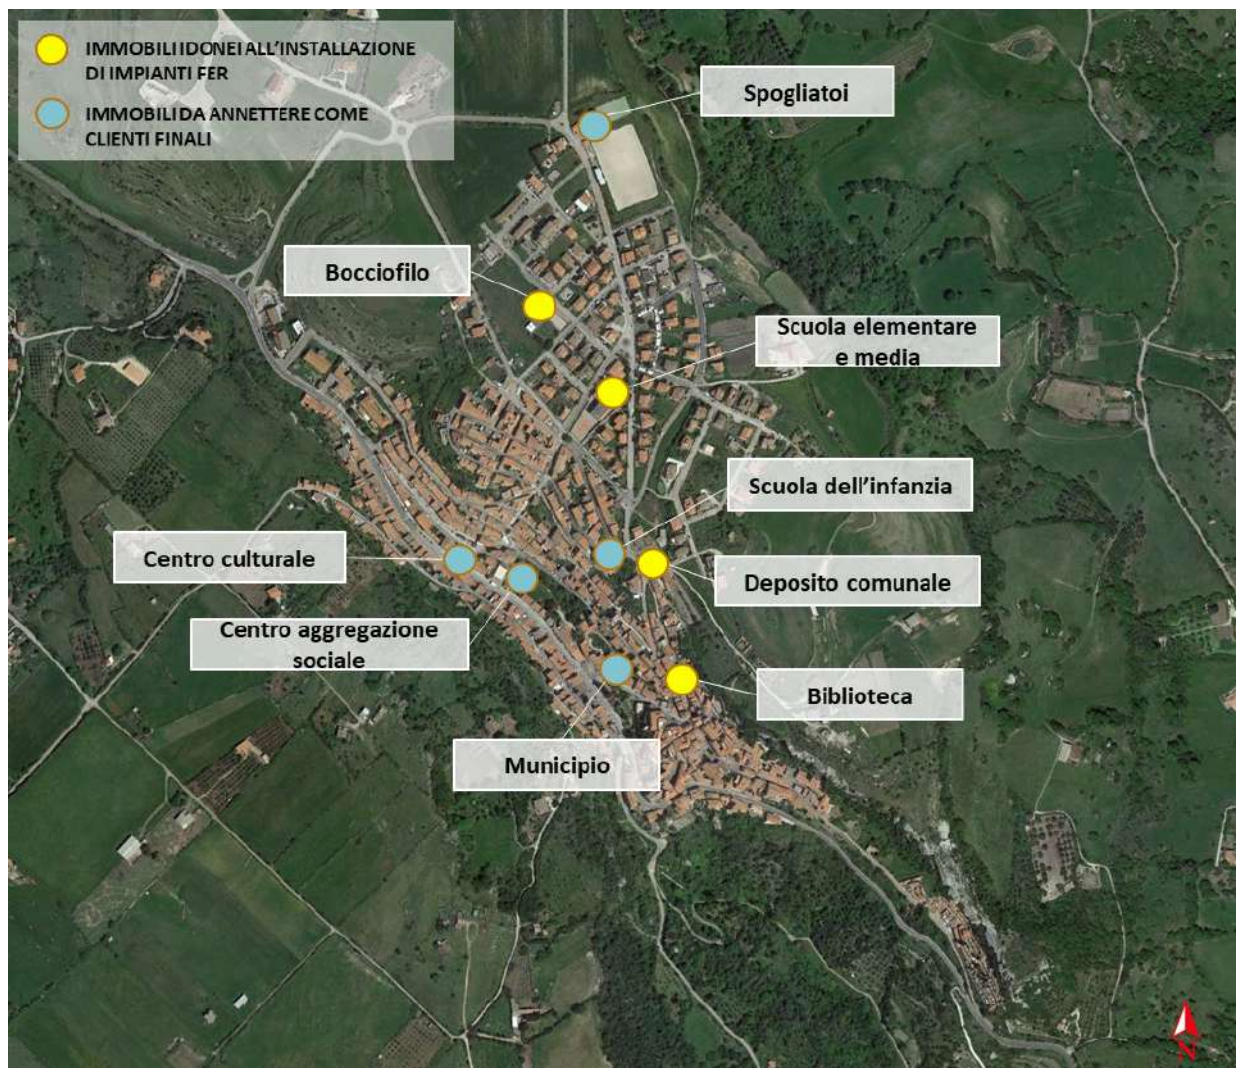 IMMOBILI IDONEI ALL'INSTALLAZIONE
DI IMPIANTI FER
IMMOBILI DA ANNETTERE COME
CLIENTI FINALI
Spogliatoi
Bocciofilo
Scuola elementare
e media
Scuola dell'infanzia
Centro culturale
Deposito comunale
Centro aggregazione
sociale
Biblioteca
Municipio
N